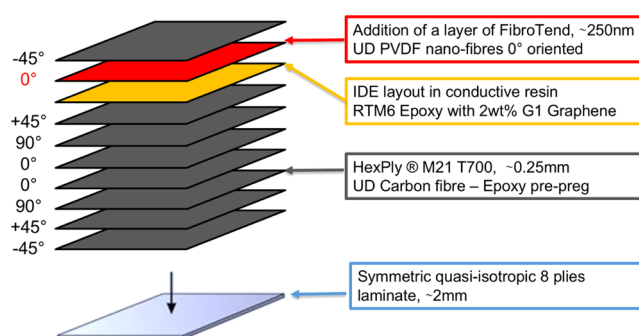 Addition of a layer of FibroTend, ~250nm
UD PVDF nano-fibres 0° oriented
-45°
0°
IDE layout in conductive resin
RTM6 Epoxy with 2wt% G1 Graphene
+45°
90°
0°
0°
90°
+45°
-45°
HexPly ® M21 T700, ~0.25mm
UD Carbon fibre – Epoxy pre-preg
Symmetric quasi-isotropic 8 plies
laminate, ~2mm